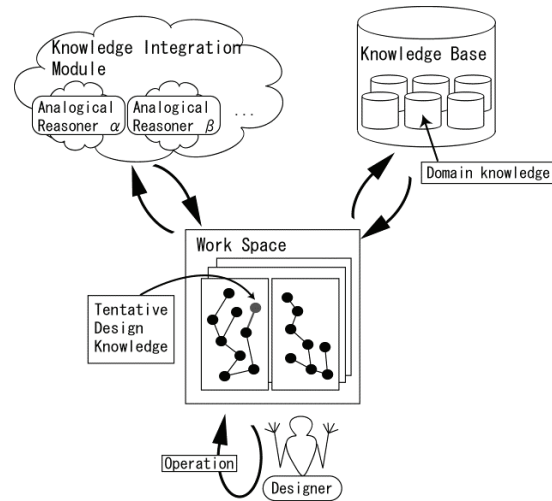 Knowledge Integration
Module
Analogical
Reasoner α
Analogical
Reasoner β
...
Knowledge Base
Domain knowledge
Work Space
Tentative
Design
Knowledge
Operation
Designer